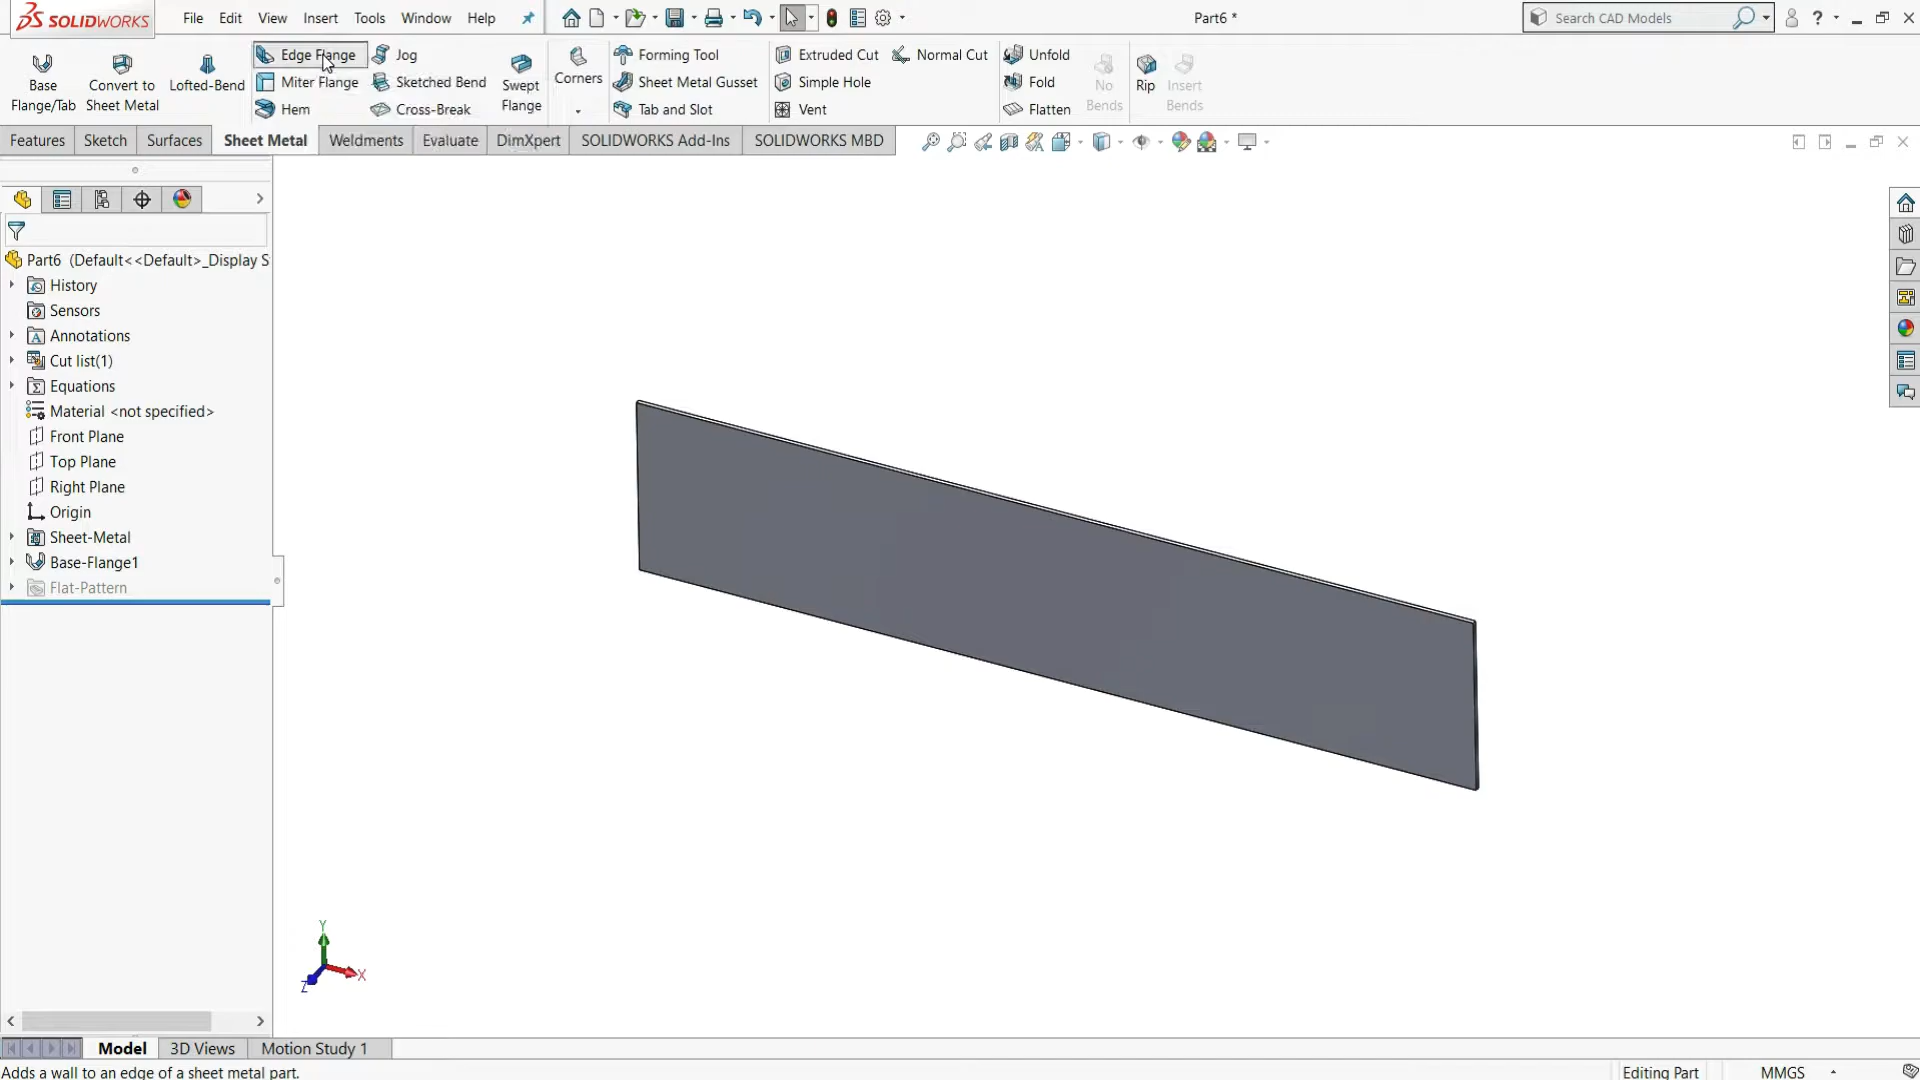 SOLIDWORKS
File Edit View Insert Tools Window Help
Part6 *
Search CAD Models
?
Base Flange/Tab
Convert to Sheet Metal
Lofted-Bend
Edge Flange
Miter Flange
Hem
Jog
Sketched Bend
Cross-Break
Swept Flange
Corners
Forming Tool
Sheet Metal Gusset
Tab and Slot
Extruded Cut
Simple Hole
Vent
Normal Cut
Unfold
Fold
Flatten
No Bends
Rip
Insert Bends
Features Sketch Surfaces Sheet Metal Weldments Evaluate DimXpert SOLIDWORKS Add-Ins SOLIDWORKS MBD
Part6 (Default<<Default>_Display S
History
Sensors
Annotations
Cut list(1)
Equations
Material <not specified>
Front Plane
Top Plane
Right Plane
Origin
Sheet-Metal
Base-Flange1
Flat-Pattern
Y
X
Z
Model 3D Views Motion Study 1
Adds a wall to an edge of a sheet metal part.
Editing Part
MMGS